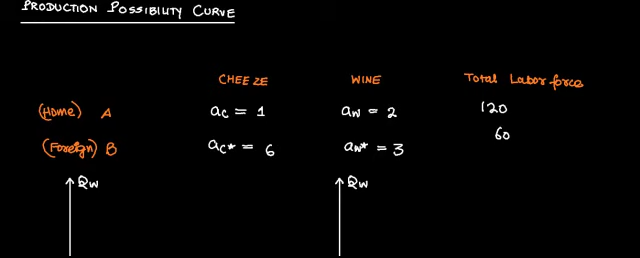 PRODUCTION POSSIBILITY CURVE
CHEEZE WINE Total Labor force
(Home) A ac = 1 aw = 2 120
(Foreign) B ac* = 6 aw* = 3 60
Qw Qw